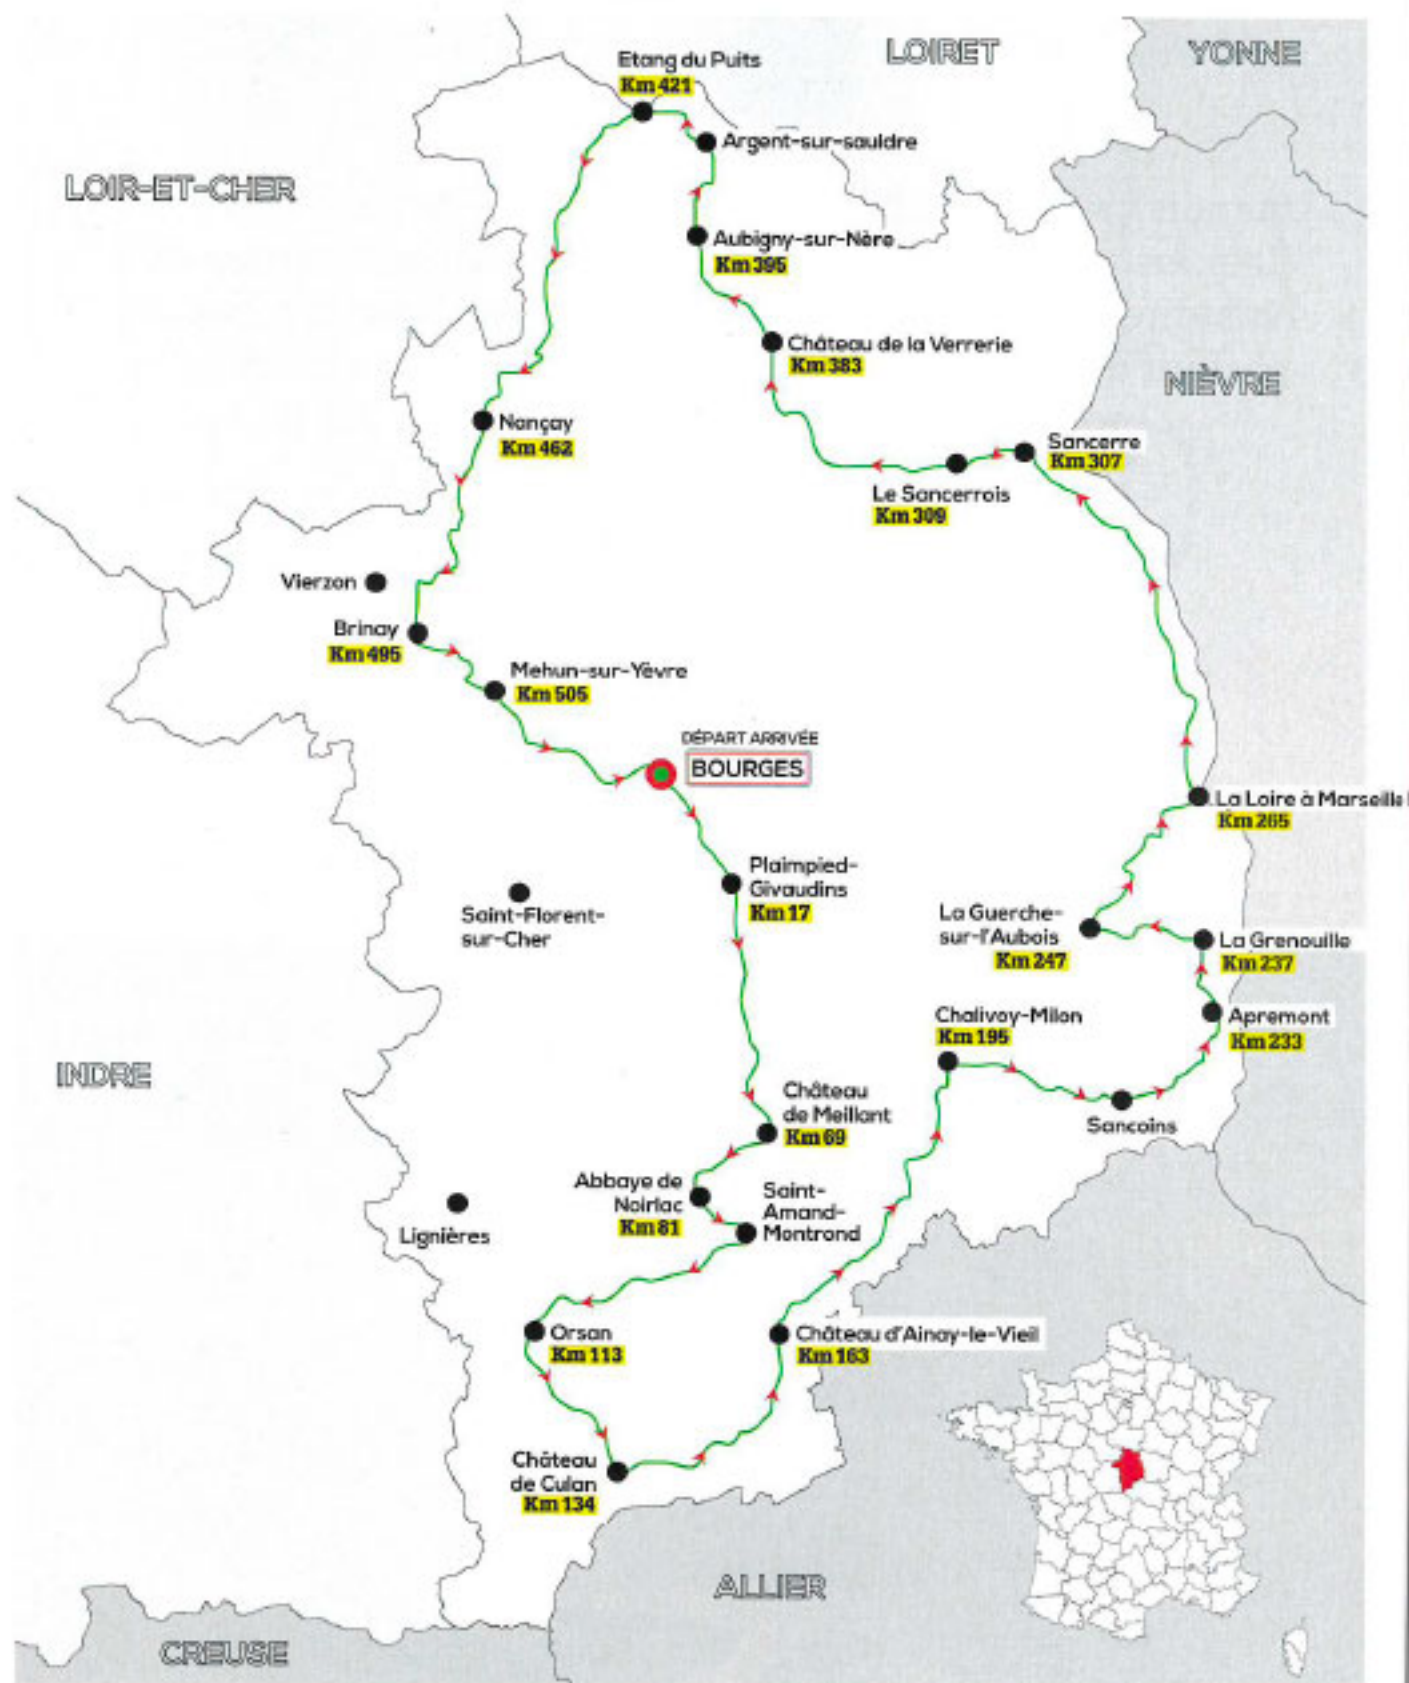 Etang du Puits
Km 421
LOIRET
YONNE
Argent-sur-sauldre
LOIR-ET-CHER
Aubigny-sur-Nère
Km 395
Château de la Verrerie
Km 383
NIÈVRE
Nançay
Km 462
Sancerre
Km 307
Le Sancerrois
Km 309
Vierzon
Brinay
Km 495
Mehun-sur-Yèvre
Km 505
DÉPART ARRIVÉE
BOURGES
La Loire à Marseille
Km 265
Plaimpied-
Givaudins
Km 17
Saint-Florent-
sur-Cher
La Guerche-
sur-l'Aubois
Km 247
La Grenouille
Km 237
Chalivoy-Milon
Km 195
Apremont
Km 233
INDRE
Château
de Meillant
Km 69
Sancoins
Abbaye de
Noirlac
Km 81
Saint-
Amand-
Montrond
Lignières
Orsan
Km 113
Château d'Ainay-le-Vieil
Km 163
Château
de Culan
Km 134
ALLIER
CREUSE